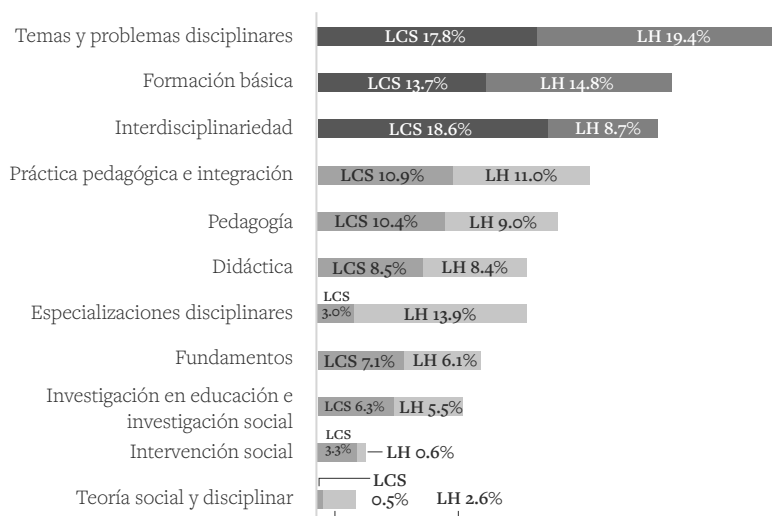 Temas y problemas disciplinares LCS 17.8% LH 19.4%
Formación básica LCS 13.7% LH 14.8%
Interdisciplinariedad LCS 18.6% LH 8.7%
Práctica pedagógica e integración LCS 10.9% LH 11.0%
Pedagogía LCS 10.4% LH 9.0%
Didáctica LCS 8.5% LH 8.4%
LCS
Especializaciones disciplinares 3.0% LH 13.9%
Fundamentos LCS 7.1% LH 6.1%
Investigación en educación e
investigación social LCS 6.3% LH 5.5%
LCS
Intervención social 3.3% LH 0.6%
LCS
Teoría social y disciplinar 0.5% LH 2.6%